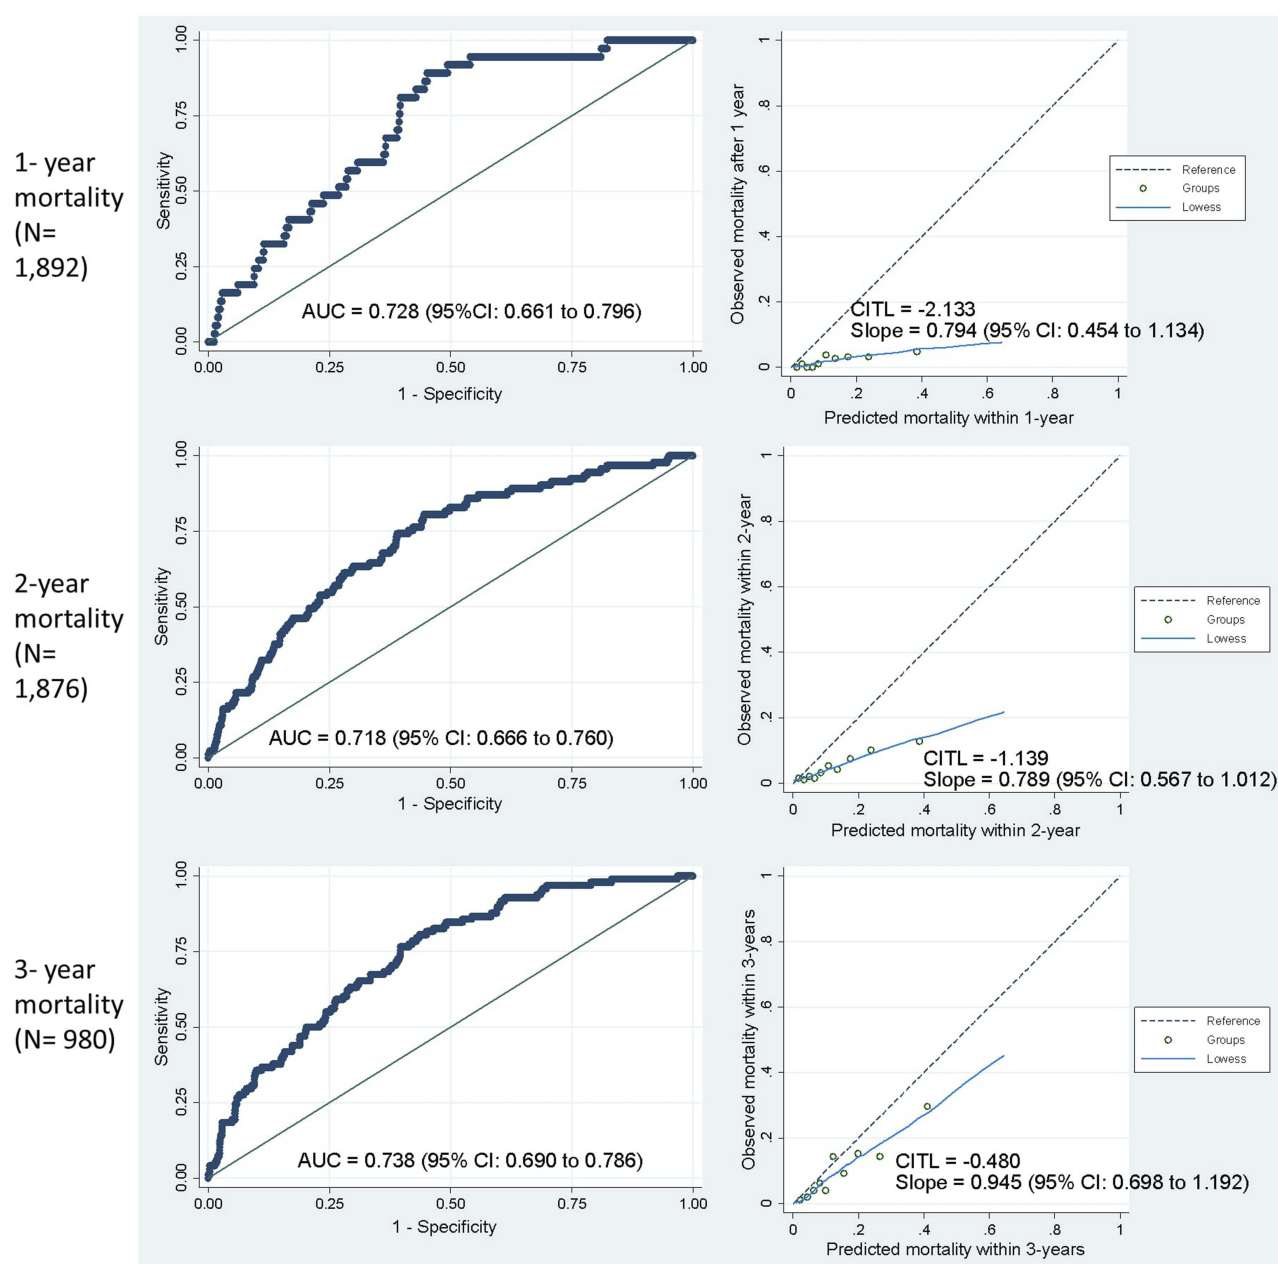 1- year
mortality
(N=
1,892)
1.00
0.75
0.50
0.25
0.00
Sensitivity
AUC = 0.728 (95%CI: 0.661 to 0.796)
0.00 0.25 0.50 0.75 1.00
1 - Specificity
1
.8
.6
.4
.2
0
Observed mortality after 1 year
CITL = -2.133
Slope = 0.794 (95% CI: 0.454 to 1.134)
0 .2 .4 .6 .8 1
Predicted mortality within 1-year
Reference
Groups
Lowess
2-year
mortality
(N=
1,876)
1.00
0.75
0.50
0.25
0.00
Sensitivity
AUC = 0.718 (95% CI: 0.666 to 0.760)
0.00 0.25 0.50 0.75 1.00
1 - Specificity
1
.8
.6
.4
.2
0
Observed mortality within 2-year
CITL = -1.139
Slope = 0.789 (95% CI: 0.567 to 1.012)
0 .2 .4 .6 .8 1
Predicted mortality within 2-year
Reference
Groups
Lowess
3- year
mortality
(N= 980)
1.00
0.75
0.50
0.25
0.00
Sensitivity
AUC = 0.738 (95% CI: 0.690 to 0.786)
0.00 0.25 0.50 0.75 1.00
1 - Specificity
1
.8
.6
.4
.2
0
Observed mortality within 3-years
CITL = -0.480
Slope = 0.945 (95% CI: 0.698 to 1.192)
0 .2 .4 .6 .8 1
Predicted mortality within 3-years
Reference
Groups
Lowess